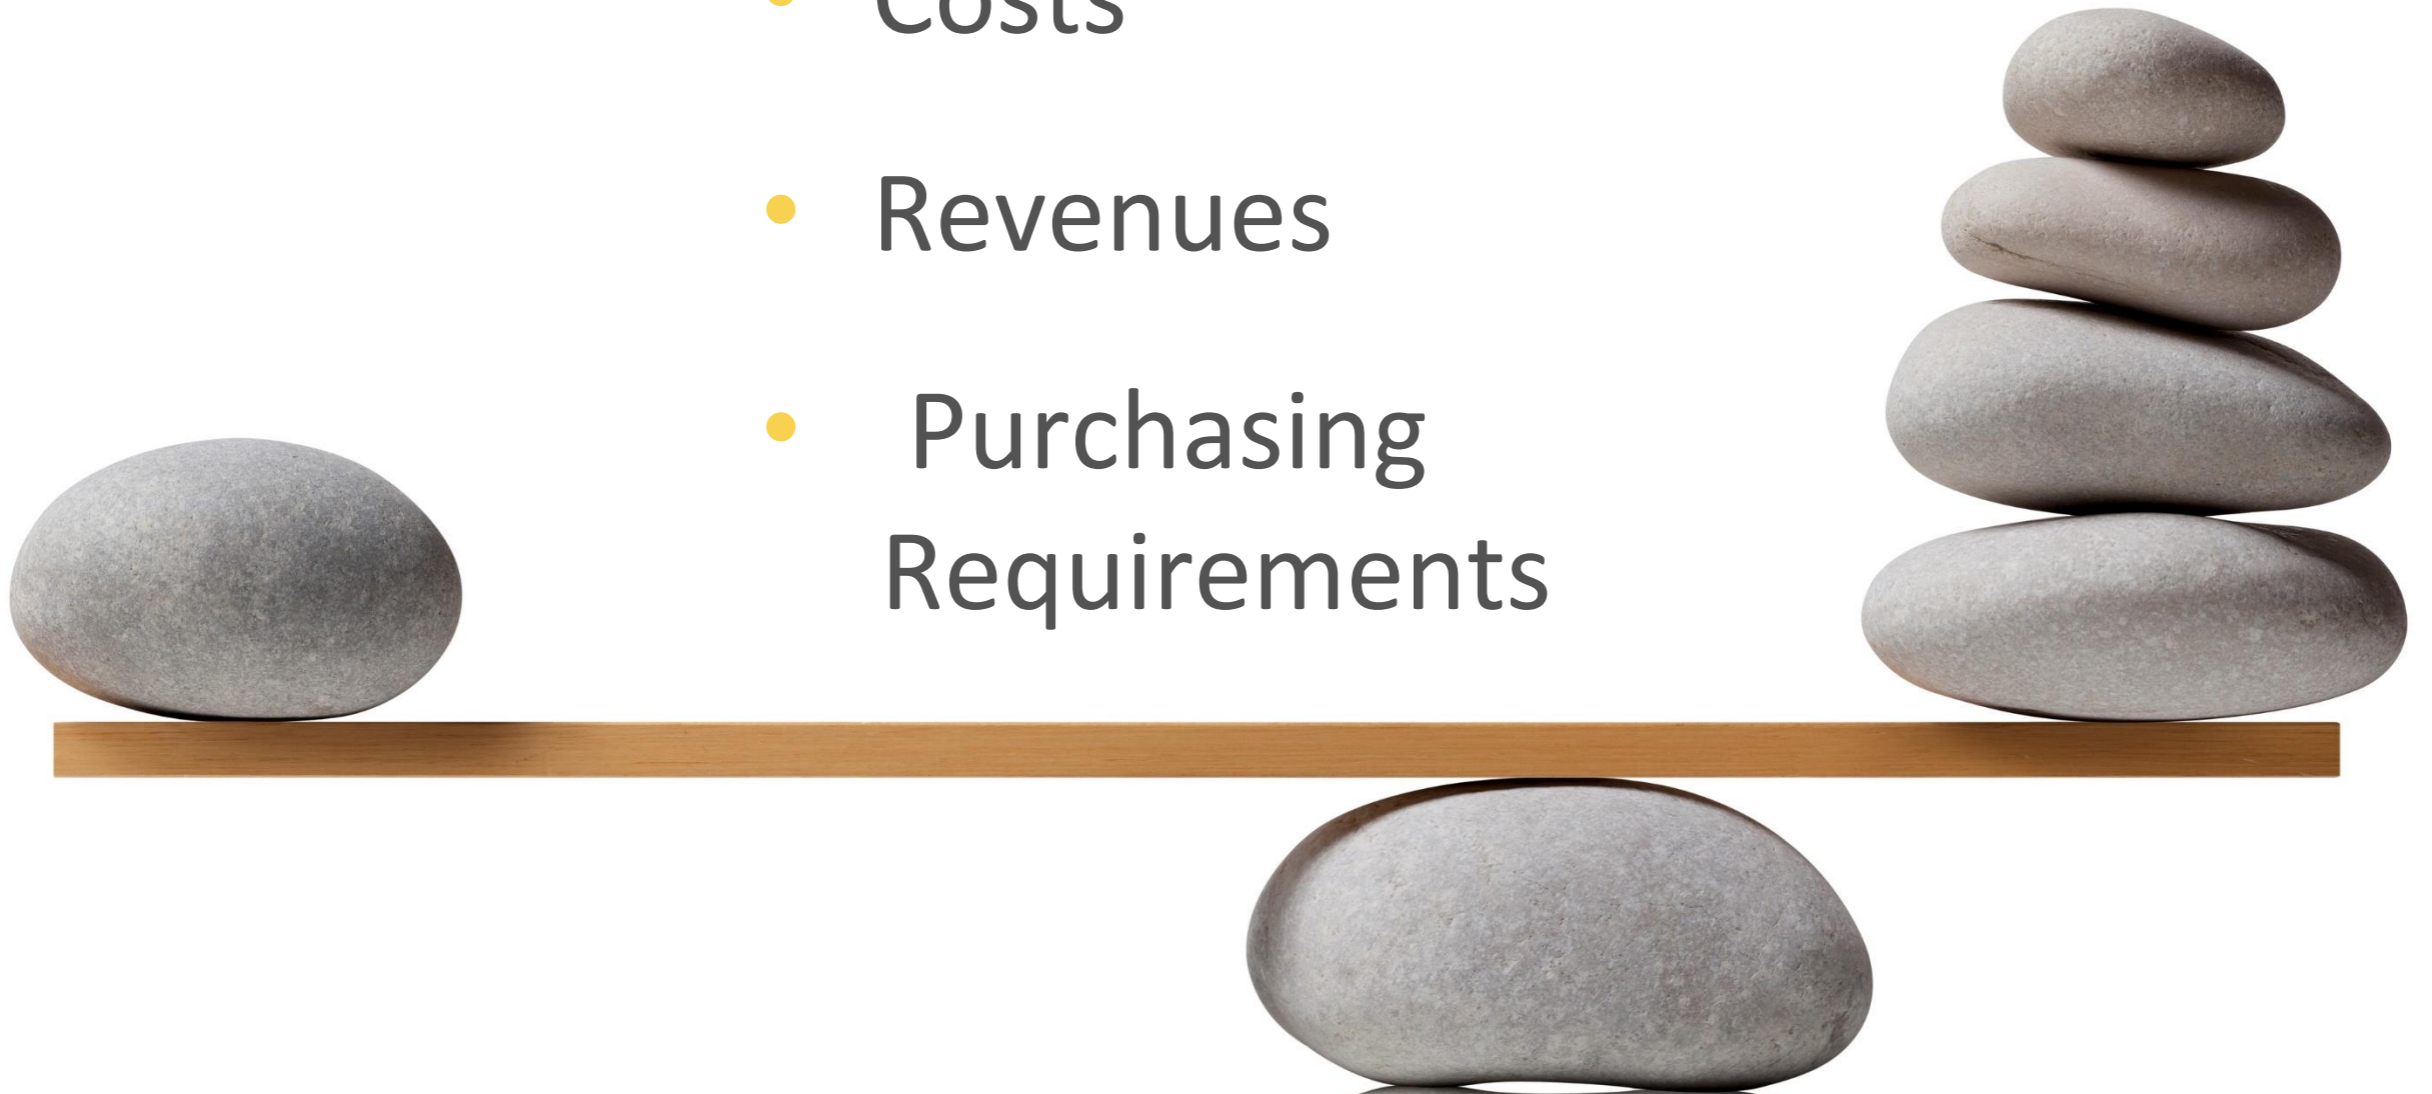 • Costs
• Revenues
• Purchasing
Requirements